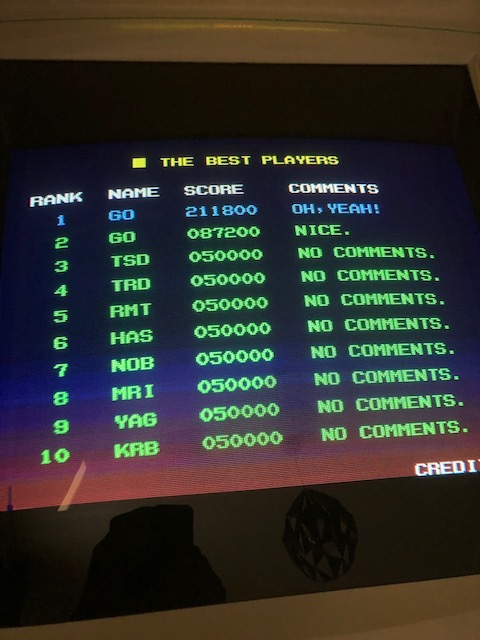 THE BEST PLAYERS
RANK NAME SCORE COMMENTS
1 GO 211800 OH,YEAH!
2 GO 087200 NICE.
3 TSD 050000 NO COMMENTS.
4 TRD 050000 NO COMMENTS.
5 RMT 050000 NO COMMENTS.
6 HAS 050000 NO COMMENTS.
7 NOB 050000 NO COMMENTS.
8 MRI 050000 NO COMMENTS.
9 YAG 050000 NO COMMENTS.
10 KRB 050000 NO COMMENTS.